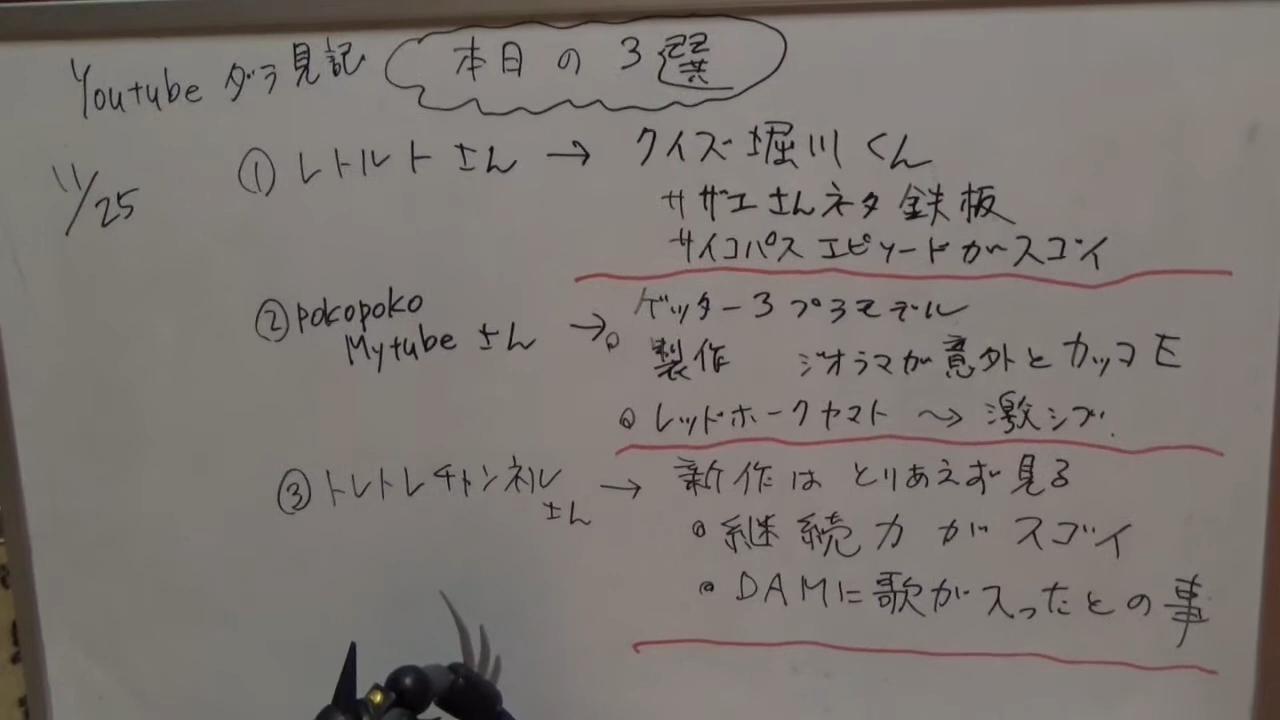 Youtube ダラ見記 本日の3選
11/25
① レトルトさん → クイズ堀川くん
サザエさんネタ 鉄板
サイコパス エピソードがスゴイ
② pokopoko
Mytube さん → 。ゲッター3 プラモデル
製作 ジオラマが意外とカッコモ
。レッドホークヤマト 〜> 激シブ.
③ トレトレチャンネル
さん → 新作は とりあえず見る
。継続力 がスゴイ
。DAMに歌が入ったとの事